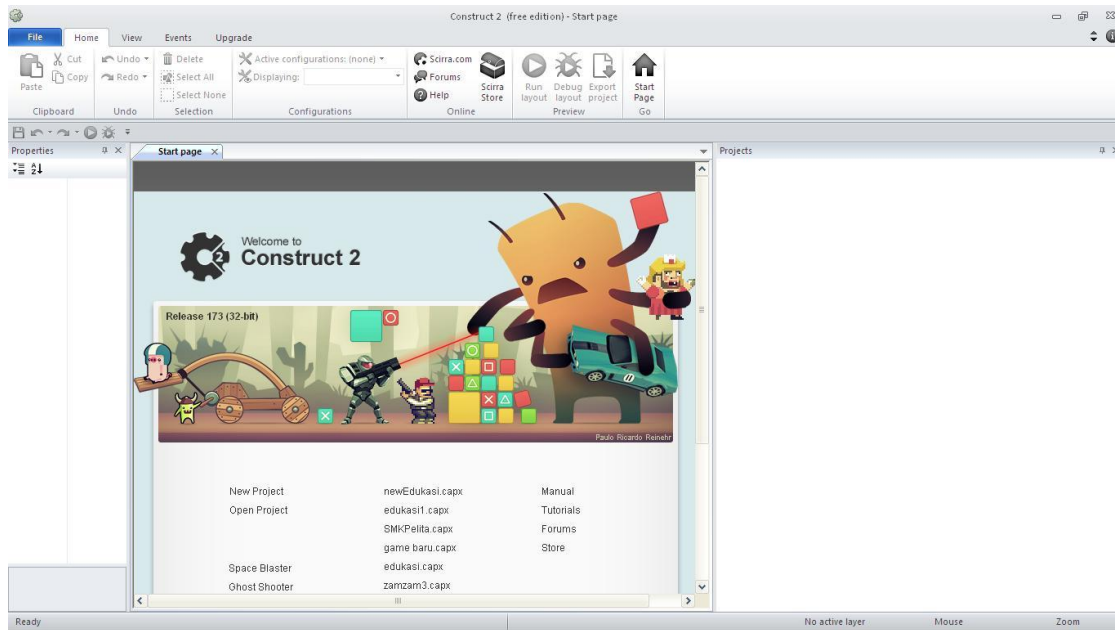 Construct 2 (free edition) - Start page
File Home View Events Upgrade
Paste
Cut
Copy
Clipboard
Undo
Redo
Undo
Delete
Select All
Select None
Selection
Active configurations: (none)
Displaying:
Configurations
Scirra.com
Forums
Help
Scirra
Store
Online
Run
layout
Debug
layout
Export
project
Preview
Start
Page
Go
Properties
Start page
Projects
Welcome to
Construct 2
Release 173 (32-bit)
Paulo Ricardo Reinehr
New Project newEdukasi.capx Manual
Open Project edukasi1.capx Tutorials
SMKPelita.capx Forums
game baru.capx Store
Space Blaster edukasi.capx
Ghost Shooter zamzam3.capx
Ready No active layer Mouse Zoom